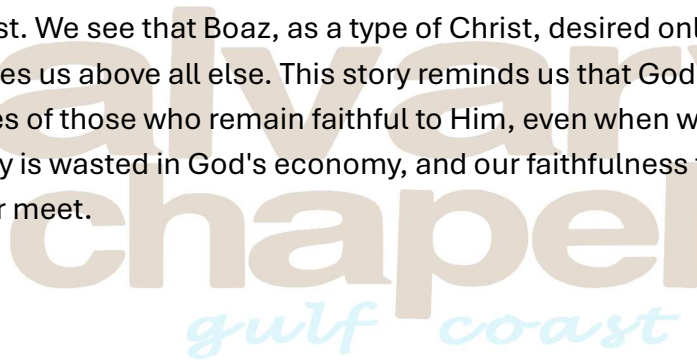 st. We see that Boaz, as a type of Christ, desired onl
es us above all else. This story reminds us that God
es of those who remain faithful to Him, even when w
y is wasted in God's economy, and our faithfulness t
r meet.
alvar
chapel
gulf coast